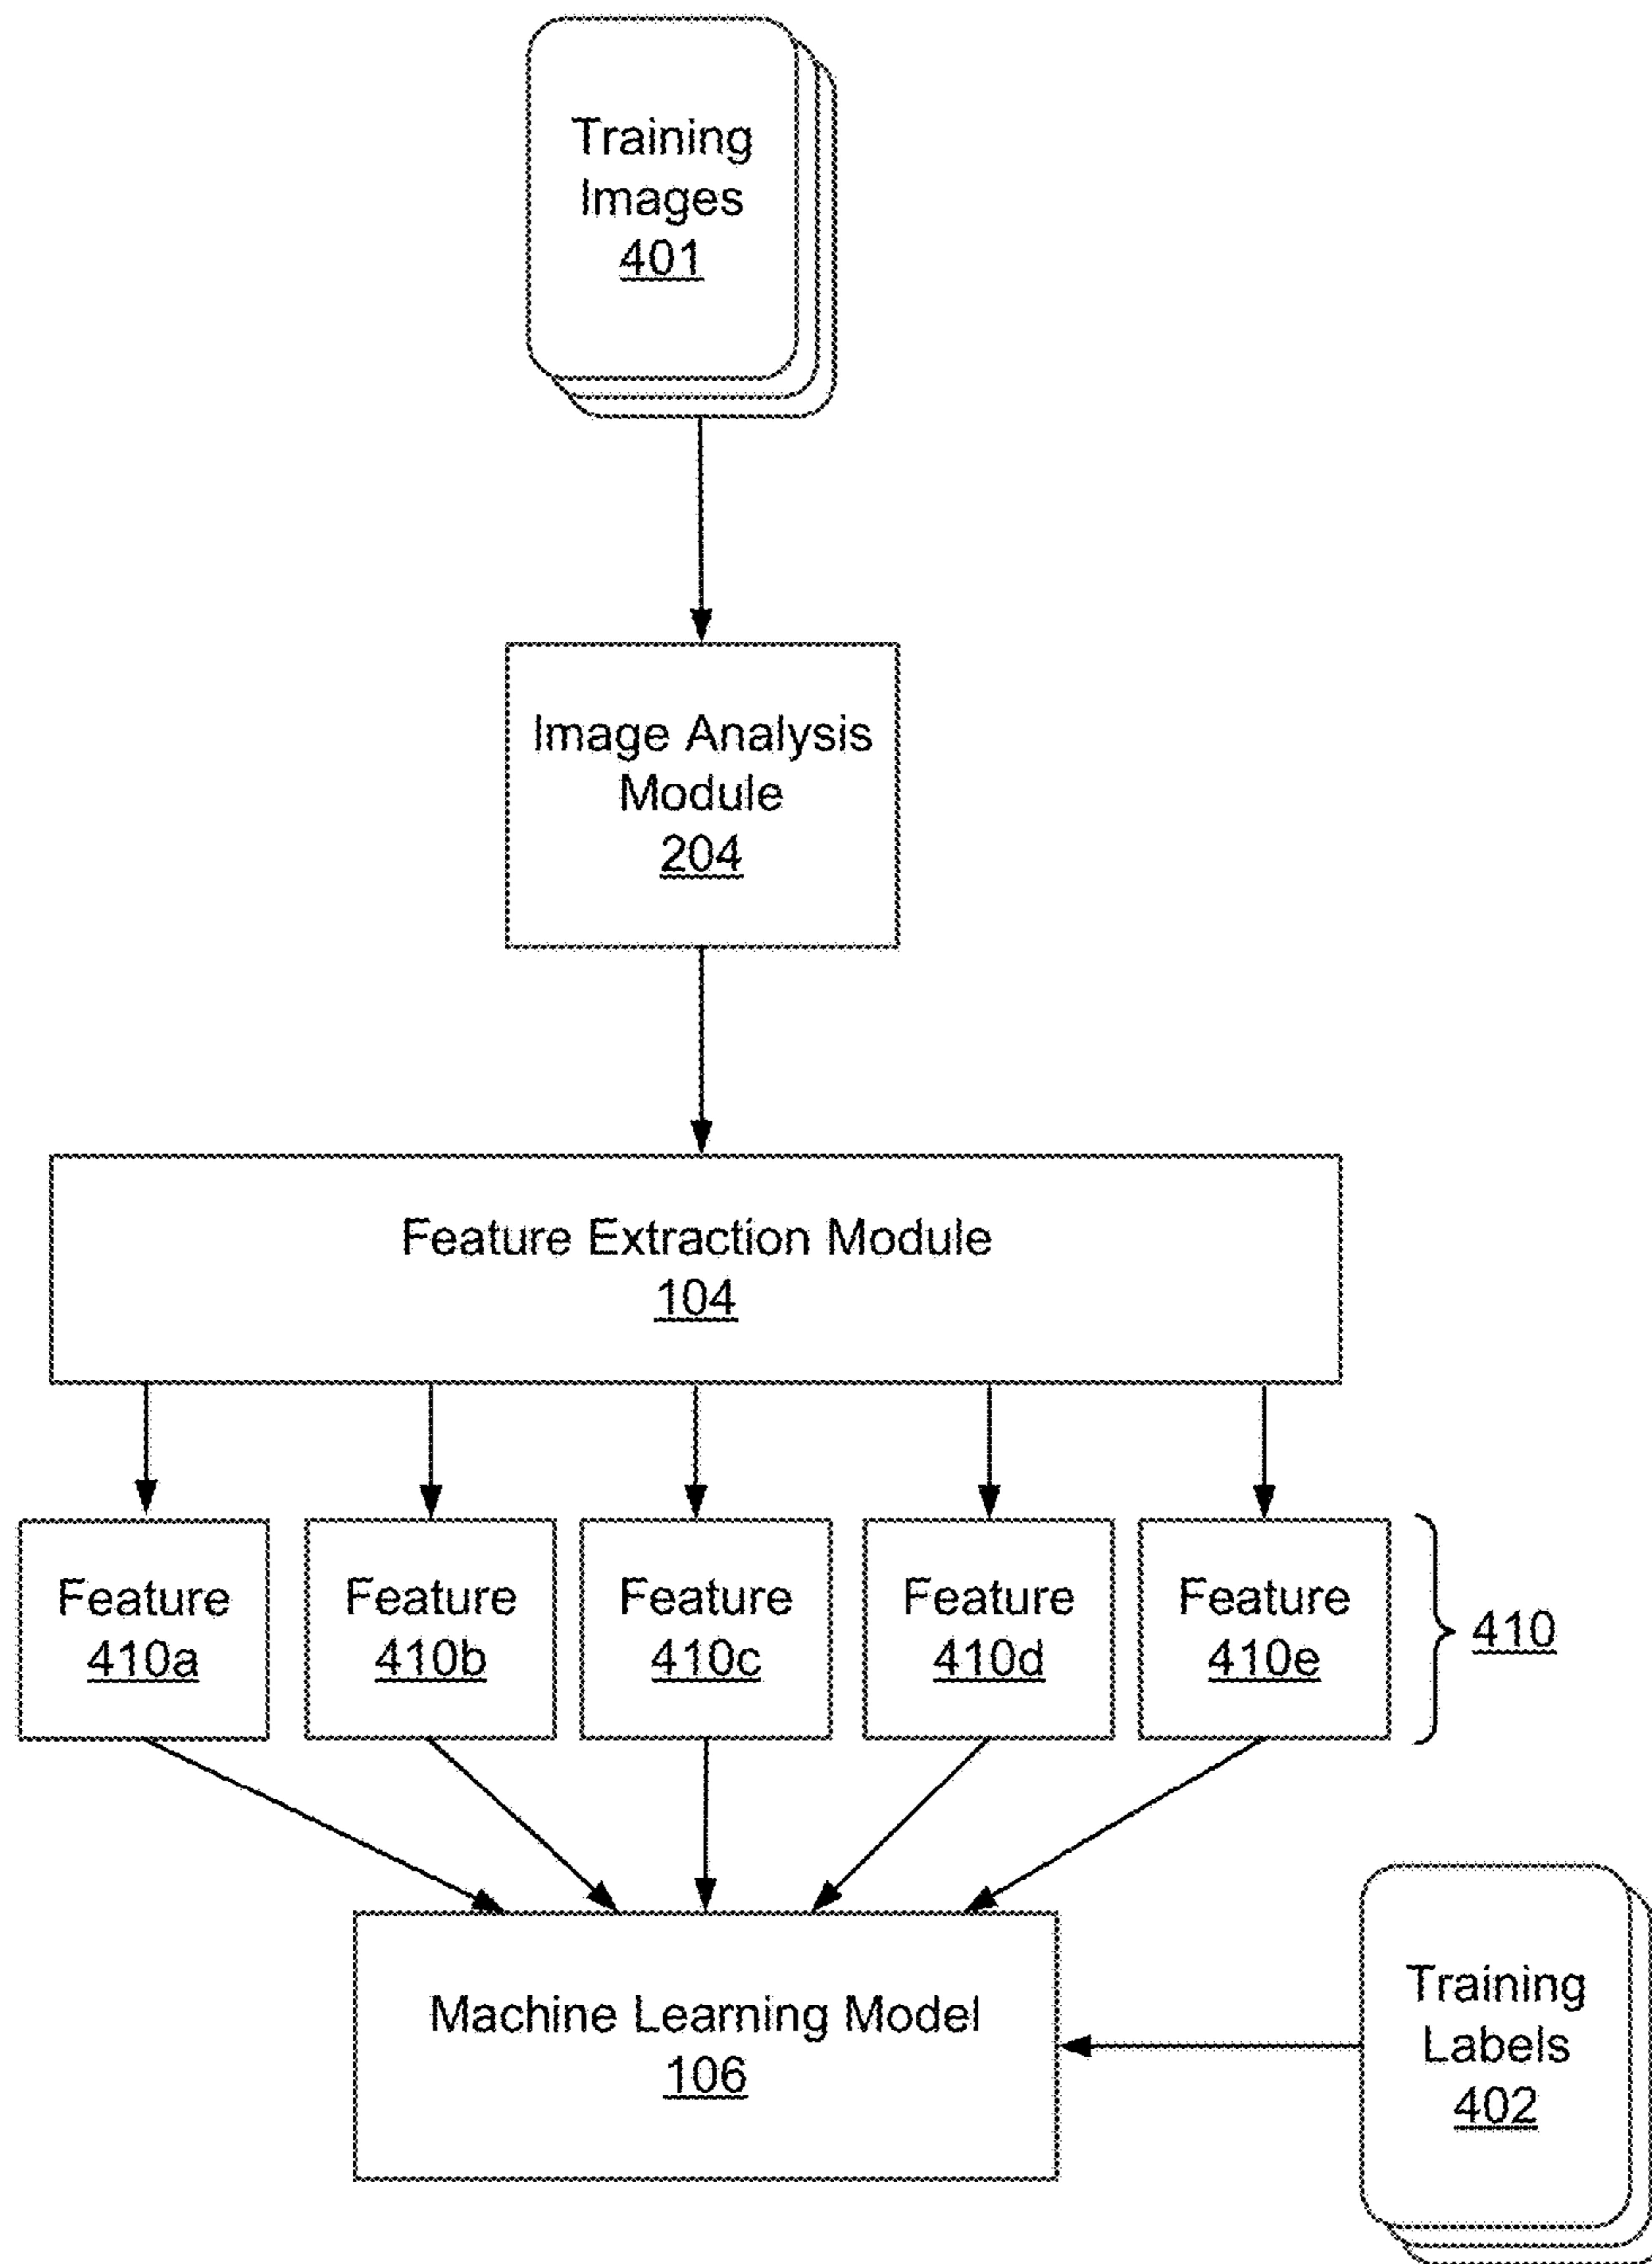 Training
Images
401
Image Analysis
Module
204
Feature Extraction Module
104
Feature
410a
Feature
410b
Feature
410c
Feature
410d
Feature
410e
410
Machine Learning Model
106
Training
Labels
402